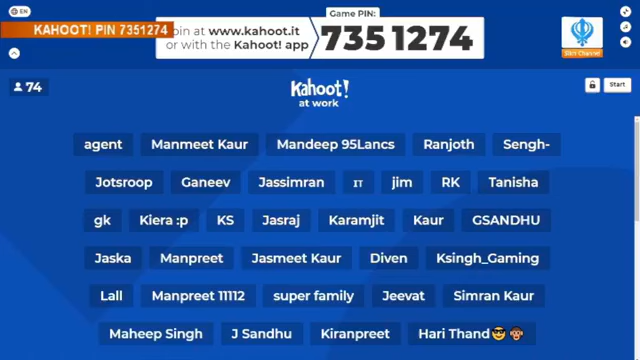 EN
Game PIN:
KAHOOT! PIN 7351274
Join at www.kahoot.it
or with the Kahoot! app
735 1274
Sikh Channel
74
Kahoot!
at work
Start
agent Manmeet Kaur Mandeep 95Lancs Ranjoth Sengh-
Jotsroop Ganeev Jassimran IT jim RK Tanisha
gk Kiera :p KS Jasraj Karamjit Kaur GSANDHU
Jaska Manpreet Jasmeet Kaur Diven Ksingh_Gaming
Lall Manpreet 11112 super family Jeevat Simran Kaur
Maheep Singh J Sandhu Kiranpreet Hari Thand😎🐵